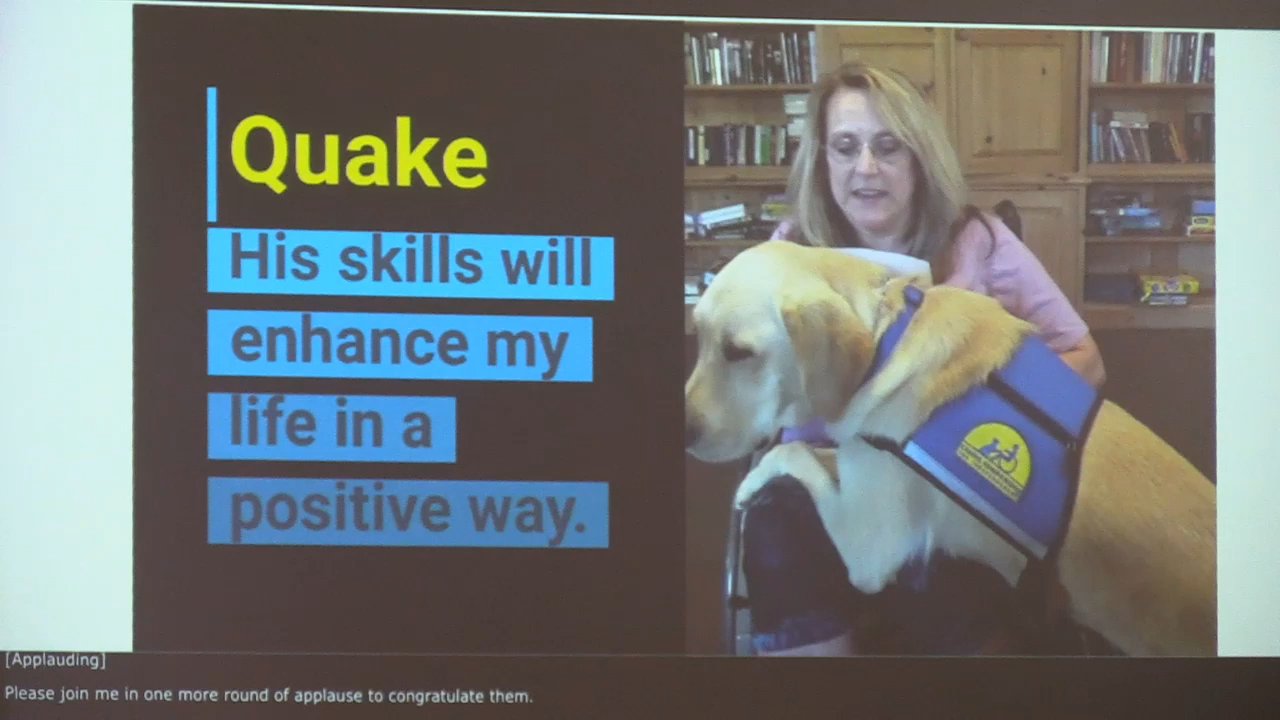 Quake
His skills will
enhance my
life in a
positive way.
[Applauding]
Please join me in one more round of applause to congratulate them.